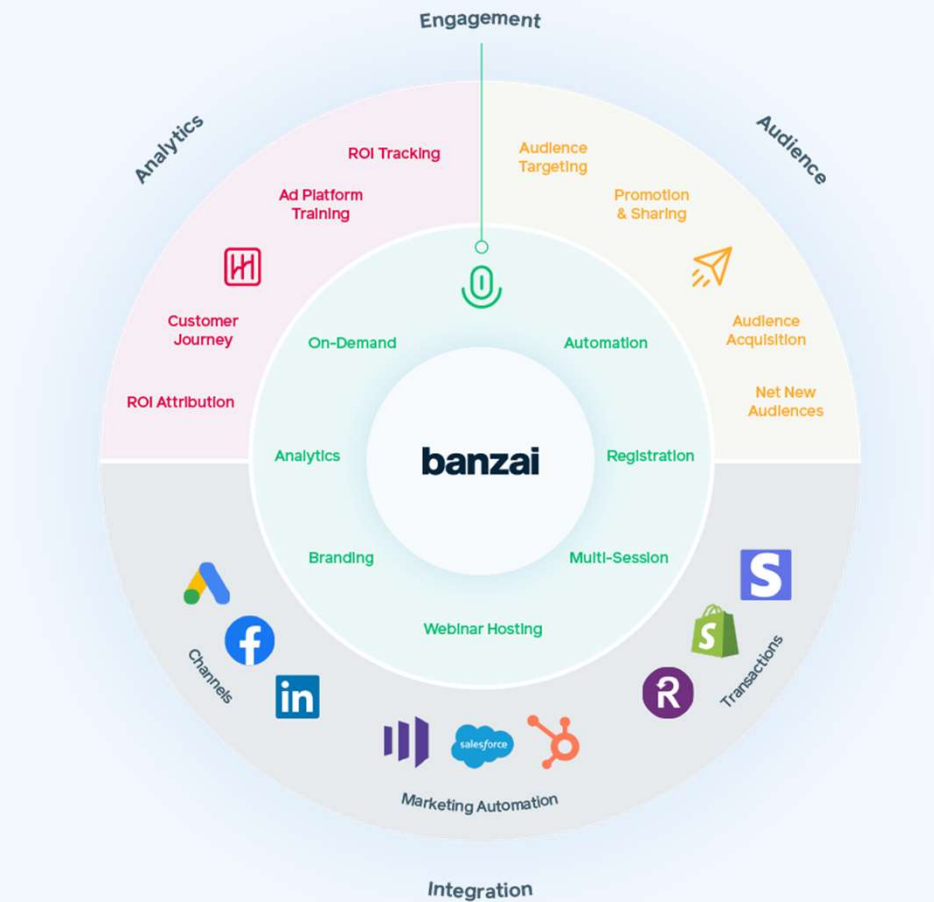 Engagement
Analytics
Audience
ROI Tracking
Ad Platform
Training
Customer
Journey
ROI Attribution
Audience
Targeting
Promotion
& Sharing
Audience
Acquisition
Net New
Audiences
On-Demand
Automation
Analytics
banzai
Registration
Branding
Multi-Session
Webinar Hosting
Channels
in
salesforce
Marketing Automation
Transactions
Integration